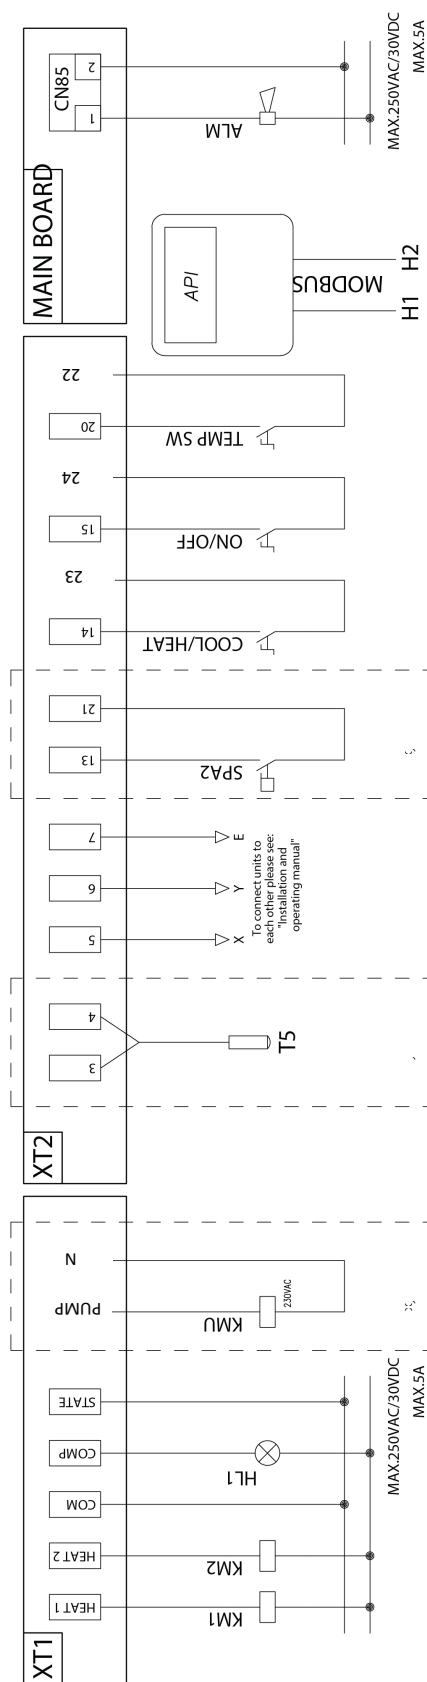 MAIN BOARD
CN85
2
1
ALM
MAX.250VAC/30VDC
MAX.5A
API
MODBUS
H1
H2
XT2
22
20
TEMP SW
24
15
ON/OFF
23
14
COOL/HEAT
21
13
SPA2
7
E
6
Y
5
X
To connect units to
each other please see:
"Installation and
operating manual"
4
3
T5
XT1
N
PUMP
KMU
230VAC
STATE
COMP
HL1
COM
HEAT 2
KM2
HEAT 1
KM1
MAX.250VAC/30VDC
MAX.5A